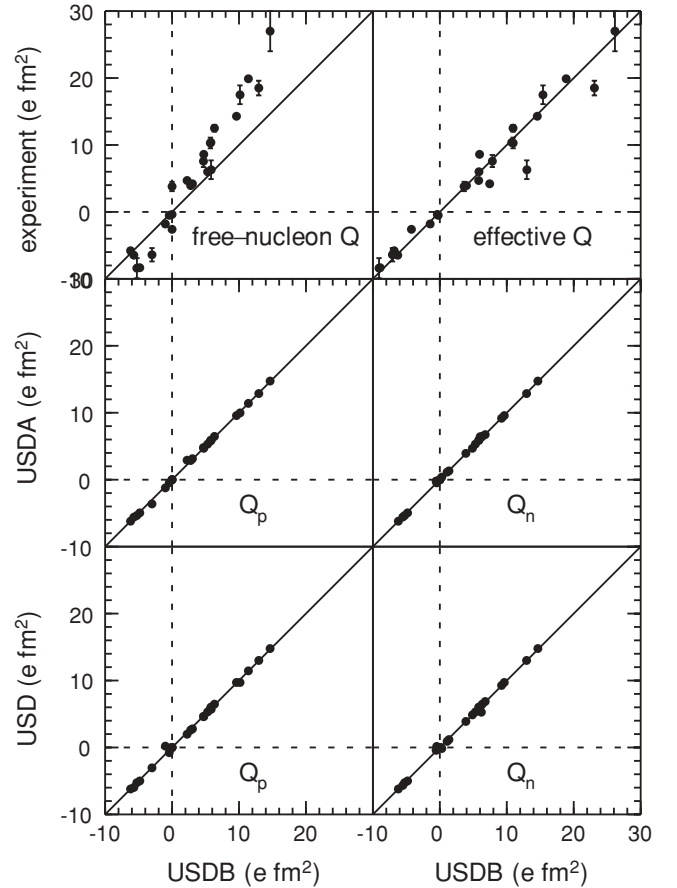 30
20
10
0
-10
experiment (e fm²)
free–nucleon Q
effective Q
30
20
10
0
-10
USDA (e fm²)
Qp
Qn
20
10
0
-10
USD (e fm²)
Qp
Qn
-10 0 10 20 -10 0 10 20 30
USDB (e fm²) USDB (e fm²)